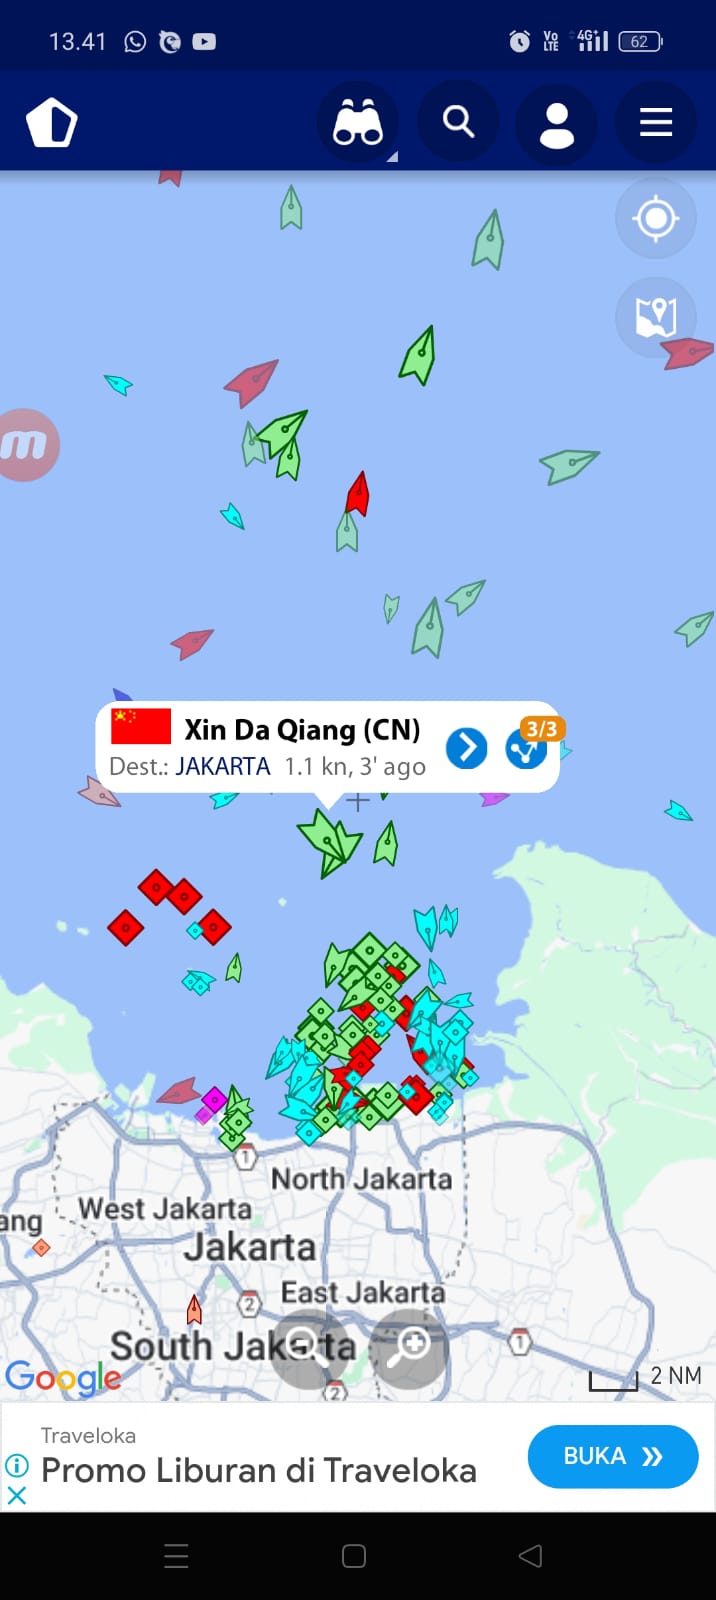 13.41
Vo
LTE
4G+
62
m
Xin Da Qiang (CN)
3/3
Dest.: JAKARTA 1.1 kn, 3' ago
1
North Jakarta
West Jakarta
ang
Jakarta
East Jakarta
2
1
South Jakarta
2
Google
2 NM
Traveloka
Promo Liburan di Traveloka
BUKA